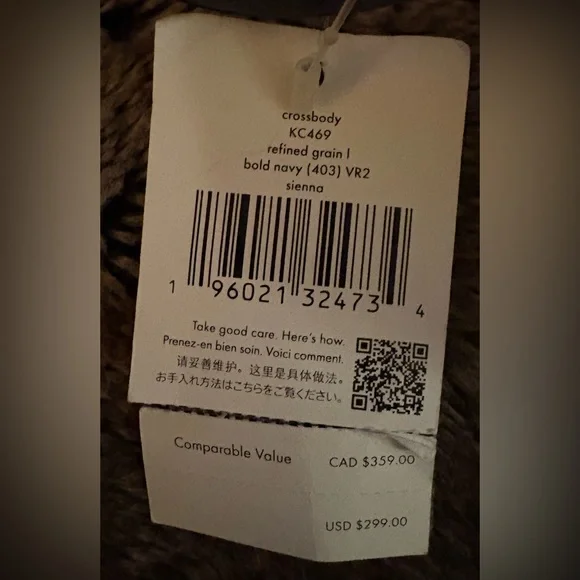 crossbody
KC469
refined grain l
bold navy (403) VR2
sienna
1 96021 32473 4
Take good care. Here's how.
Prenez-en bien soin. Voici comment.
请妥善维护。这里是具体做法。
お手入れ方法はこちらをご覧ください。
Comparable Value CAD $359.00
USD $299.00